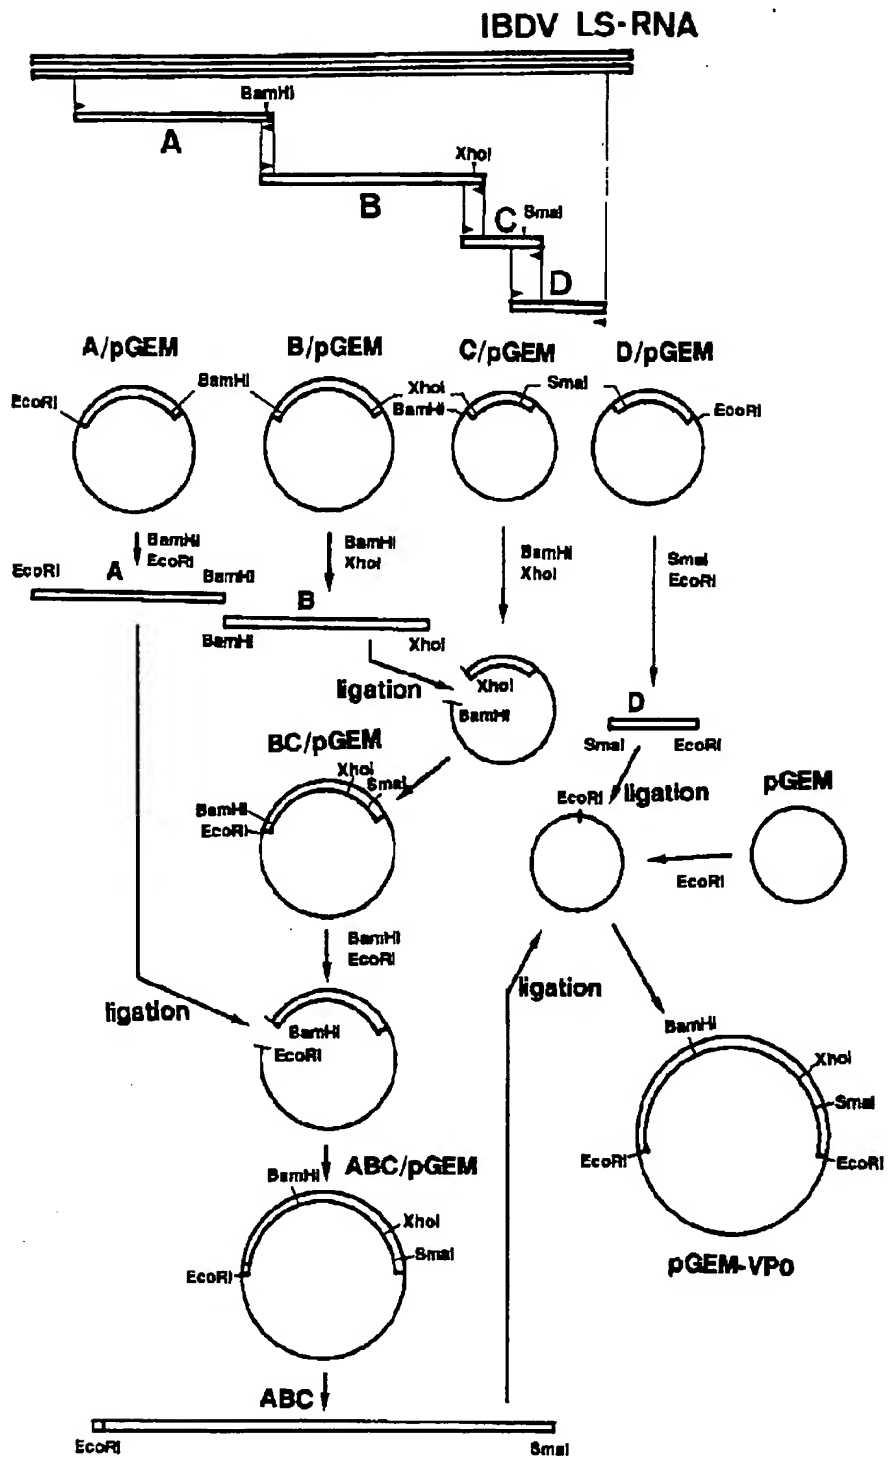 IBDV LS-RNA
BamHI
A
XhoI
B
C
SmaI
D
A/pGEM B/pGEM C/pGEM D/pGEM
EcoRI
BamHI
XhoI
BamHI
SmaI
EcoRI
BamHI
EcoRI
BamHI
XhoI
BamHI
XhoI
SmaI
EcoRI
EcoRI
A
BamHI
B
BamHI
XhoI
ligation
XhoI
BamHI
D
SmaI
EcoRI
BC/pGEM
XhoI
SmaI
BamHI
EcoRI
EcoRI
ligation
pGEM
EcoRI
BamHI
EcoRI
ligation
BamHI
EcoRI
ligation
BamHI
XhoI
SmaI
EcoRI
EcoRI
pGEM-VP0
ABC/pGEM
BamHI
XhoI
SmaI
EcoRI
ABC
EcoRI
SmaI